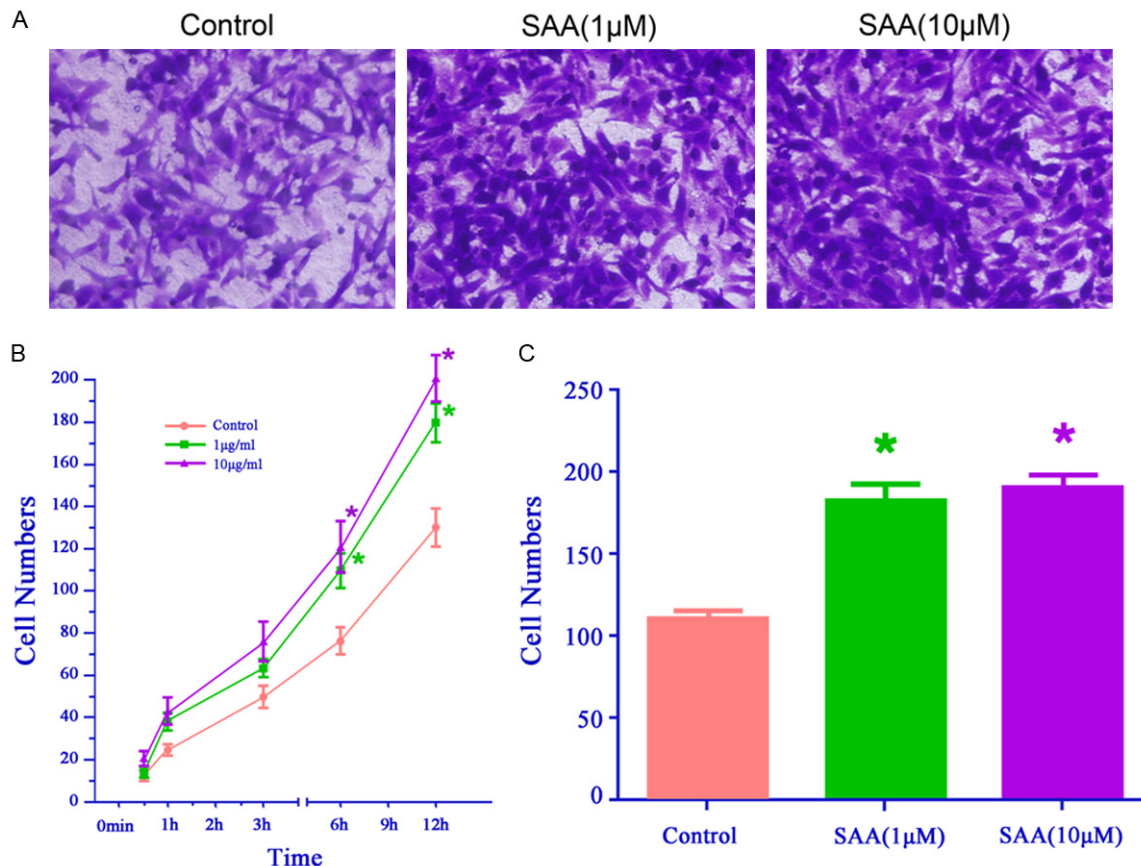 A
Control
SAA(1μM)
SAA(10μM)
B
200
180
160
140
120
100
80
60
40
20
0
Cell Numbers
Control
1μg/ml
10μg/ml
*
*
*
*
0min 1h 2h 3h 6h 9h 12h
Time
C
250
200
150
100
50
0
Cell Numbers
*
*
Control SAA(1μM) SAA(10μM)